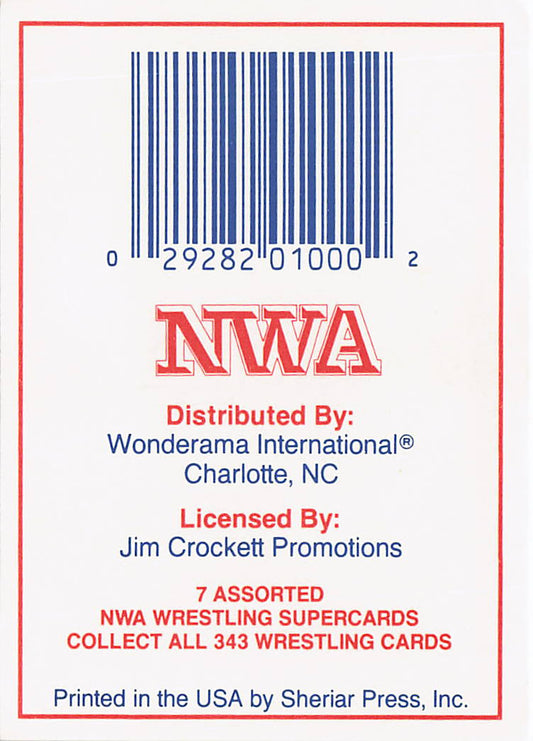 0 29282 01000 2
NWA
Distributed By:
Wonderama International®
Charlotte, NC
Licensed By:
Jim Crockett Promotions
7 ASSORTED
NWA WRESTLING SUPERCARDS
COLLECT ALL 343 WRESTLING CARDS
Printed in the USA by Sheriar Press, Inc.